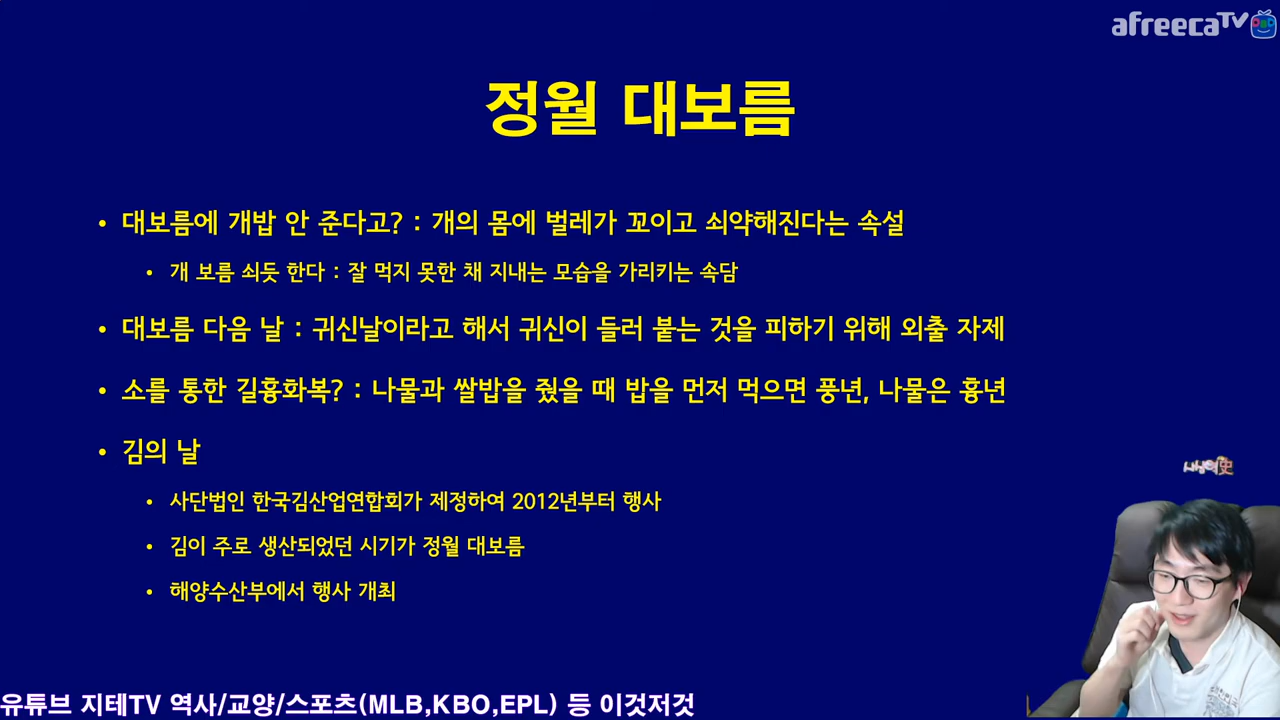 afreecaTV
정월 대보름
• 대보름에 개밥 안 준다고? : 개의 몸에 벌레가 꼬이고 쇠약해진다는 속설
• 개 보름 쇠듯 한다 : 잘 먹지 못한 채 지내는 모습을 가리키는 속담
• 대보름 다음 날 : 귀신날이라고 해서 귀신이 들러 붙는 것을 피하기 위해 외출 자제
• 소를 통한 길흉화복? : 나물과 쌀밥을 줬을 때 밥을 먼저 먹으면 풍년, 나물은 흉년
• 김의 날
• 사단법인 한국김산업연합회가 제정하여 2012년부터 행사
• 김이 주로 생산되었던 시기가 정월 대보름
• 해양수산부에서 행사 개최
유튜브 지테TV 역사/교양/스포츠(MLB,KBO,EPL) 등 이것저것